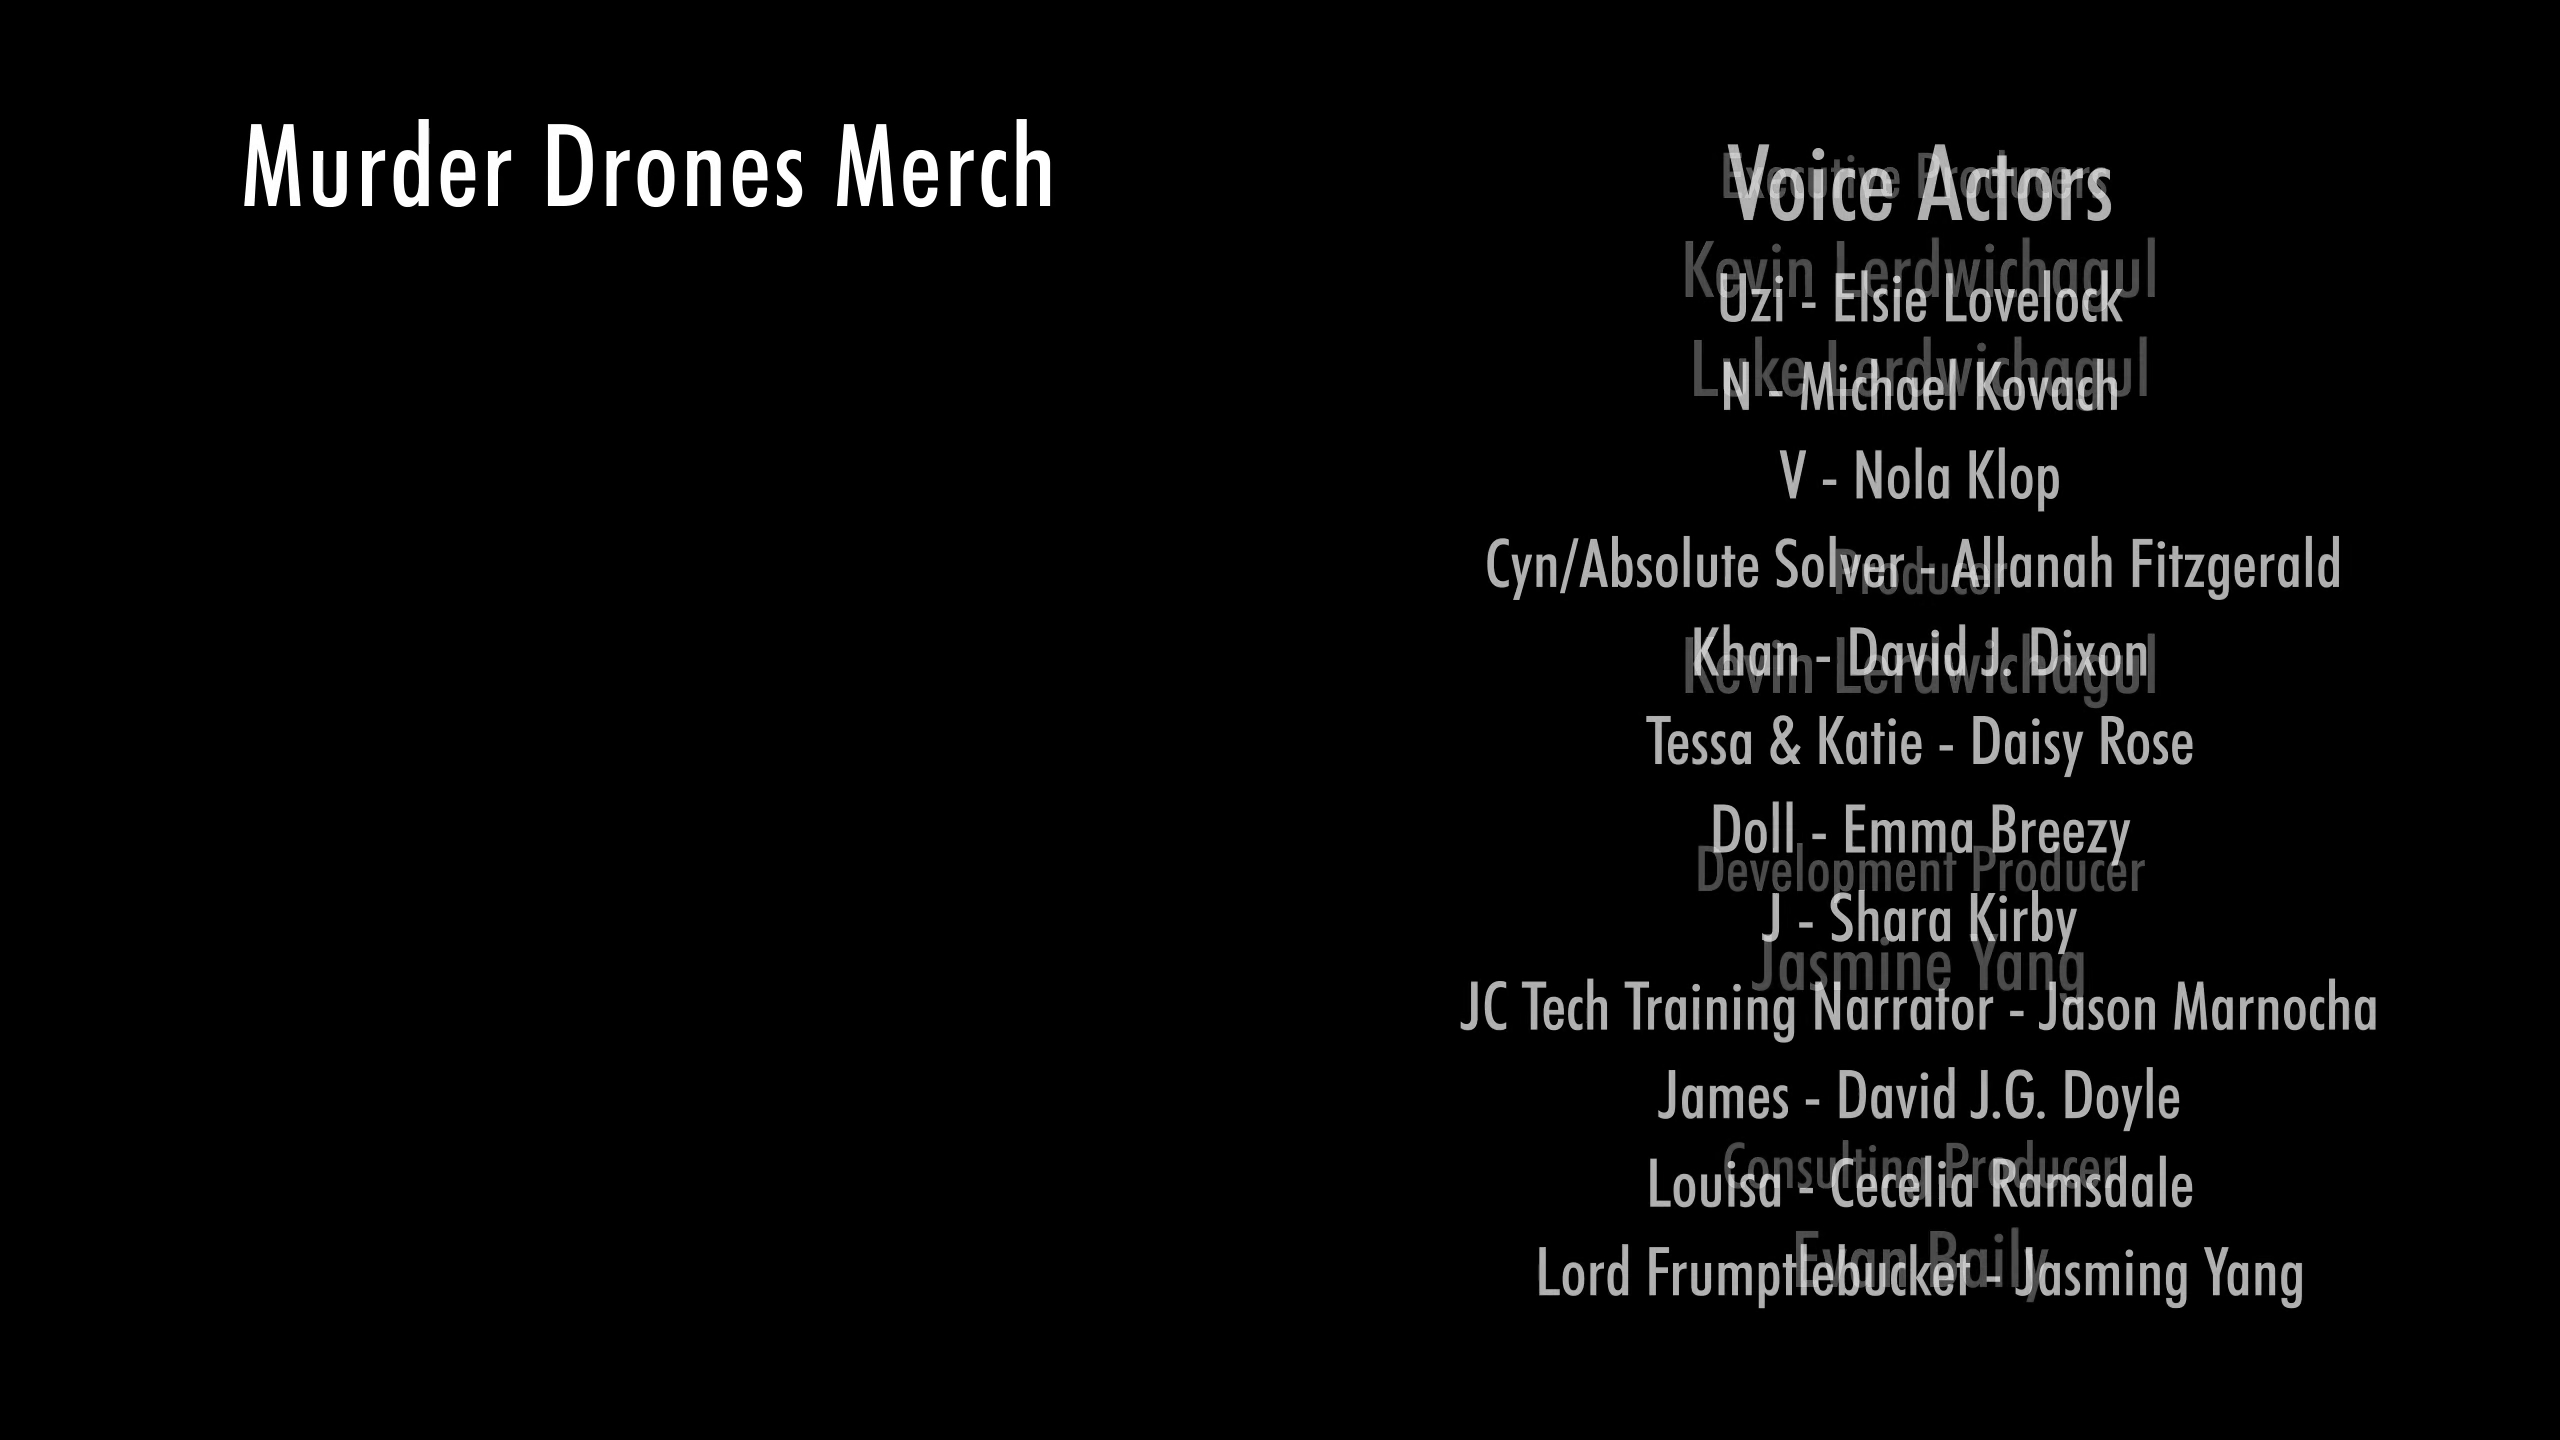 Murder Drones Merch
Voice Actors
Uzi - Elsie Lovelock
N - Michael Kovach
V - Nola Klop
Cyn/Absolute Solver - Allanah Fitzgerald
Khan - David J. Dixon
Tessa & Katie - Daisy Rose
Doll - Emma Breezy
J - Shara Kirby
JC Tech Training Narrator - Jason Marnocha
James - David J.G. Doyle
Louisa - Cecelia Ramsdale
Lord Frumptlebucket - Jasming Yang
Executive Producers
Kevin Lerdwichagul
Luke Lerdwichagul
Producer
Kevin Lerdwichagul
Development Producer
Jasmine Yang
Consulting Producer
Evan Baily